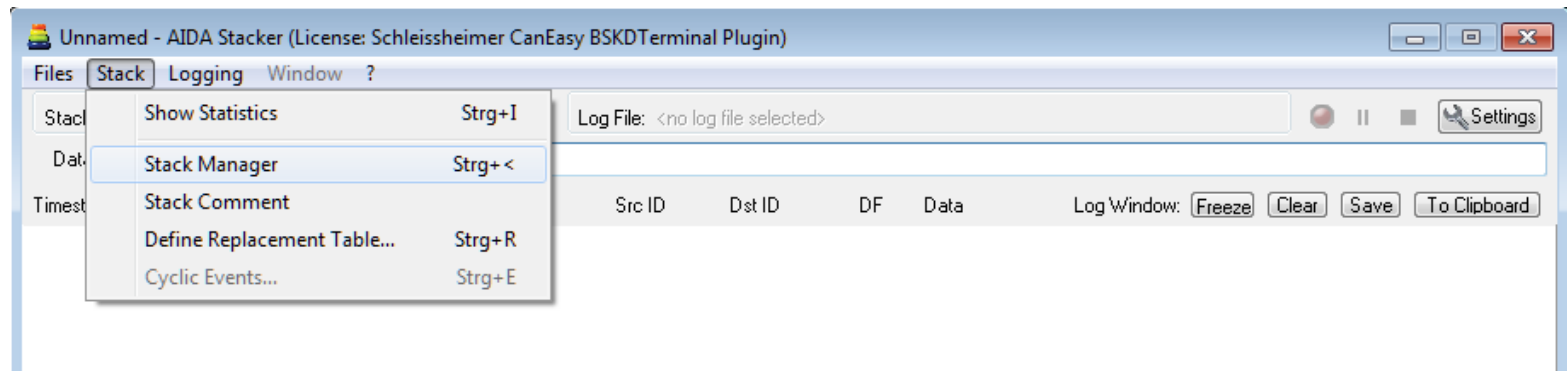 Unnamed - AIDA Stacker (License: Schleissheimer CanEasy BSKDTerminal Plugin)
Files Stack Logging Window ?
Show Statistics Strg+I
Log File: <no log file selected>
Settings
Stack Manager Strg+<
Stack Comment
Src ID Dst ID DF Data Log Window: Freeze Clear Save To Clipboard
Define Replacement Table... Strg+R
Cyclic Events... Strg+E